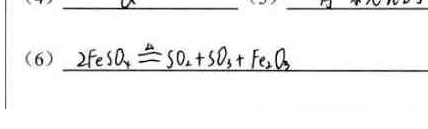 (6) 2FeSO₄ ≜ SO₂+SO₃+Fe₂O₃